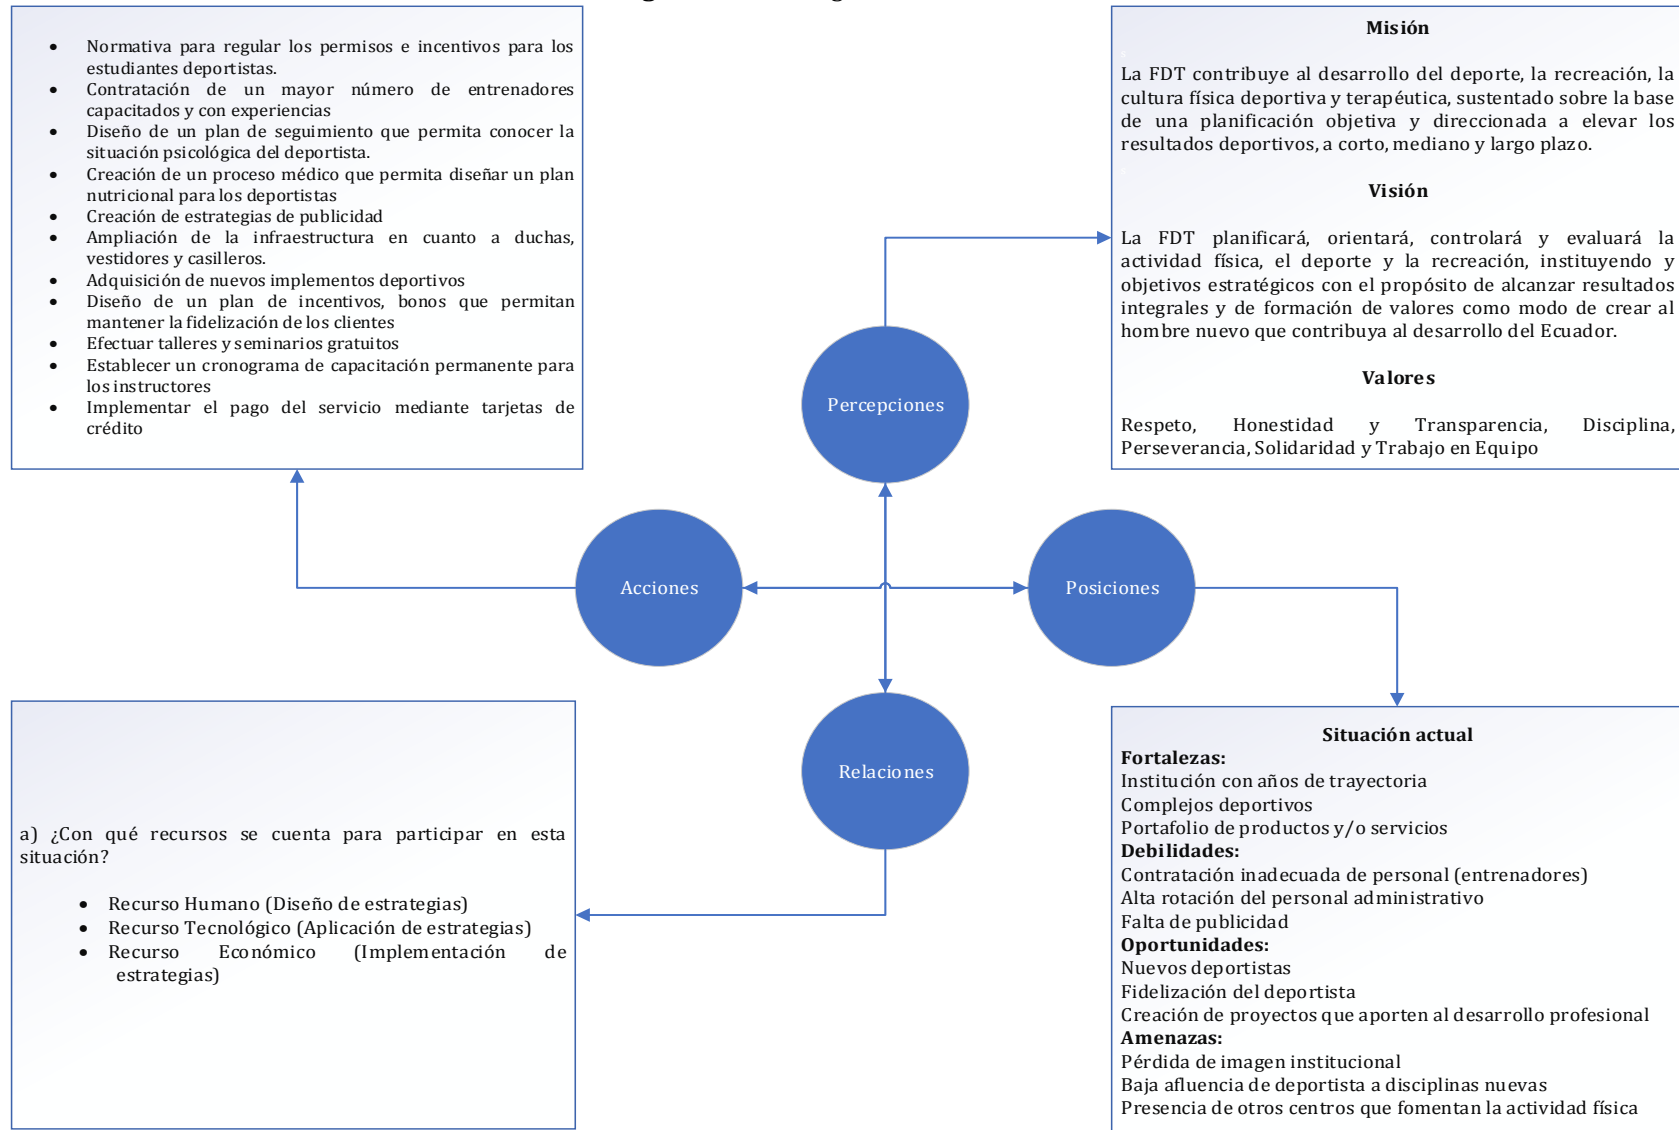 • Normativa para regular los permisos e incentivos para los
estudiantes deportistas.
• Contratación de un mayor número de entrenadores
capacitados y con experiencias
• Diseño de un plan de seguimiento que permita conocer la
situación psicológica del deportista.
• Creación de un proceso médico que permita diseñar un plan
nutricional para los deportistas
• Creación de estrategias de publicidad
• Ampliación de la infraestructura en cuanto a duchas,
vestidores y casilleros.
• Adquisición de nuevos implementos deportivos
• Diseño de un plan de incentivos, bonos que permitan
mantener la fidelización de los clientes
• Efectuar talleres y seminarios gratuitos
• Establecer un cronograma de capacitación permanente para
los instructores
• Implementar el pago del servicio mediante tarjetas de
crédito
Misión
La FDT contribuye al desarrollo del deporte, la recreación, la
cultura física deportiva y terapéutica, sustentado sobre la base
de una planificación objetiva y direccionada a elevar los
resultados deportivos, a corto, mediano y largo plazo.
Visión
La FDT planificará, orientará, controlará y evaluará la
actividad física, el deporte y la recreación, instituyendo y
objetivos estratégicos con el propósito de alcanzar resultados
integrales y de formación de valores como modo de crear al
hombre nuevo que contribuya al desarrollo del Ecuador.
Valores
Respeto, Honestidad y Transparencia, Disciplina,
Perseverancia, Solidaridad y Trabajo en Equipo
Percepciones
Acciones
Posiciones
Relaciones
a) ¿Con qué recursos se cuenta para participar en esta
situación?
• Recurso Humano (Diseño de estrategias)
• Recurso Tecnológico (Aplicación de estrategias)
• Recurso Económico (Implementación de
estrategias)
Situación actual
Fortalezas:
Institución con años de trayectoria
Complejos deportivos
Portafolio de productos y/o servicios
Debilidades:
Contratación inadecuada de personal (entrenadores)
Alta rotación del personal administrativo
Falta de publicidad
Oportunidades:
Nuevos deportistas
Fidelización del deportista
Creación de proyectos que aporten al desarrollo profesional
Amenazas:
Pérdida de imagen institucional
Baja afluencia de deportista a disciplinas nuevas
Presencia de otros centros que fomentan la actividad física